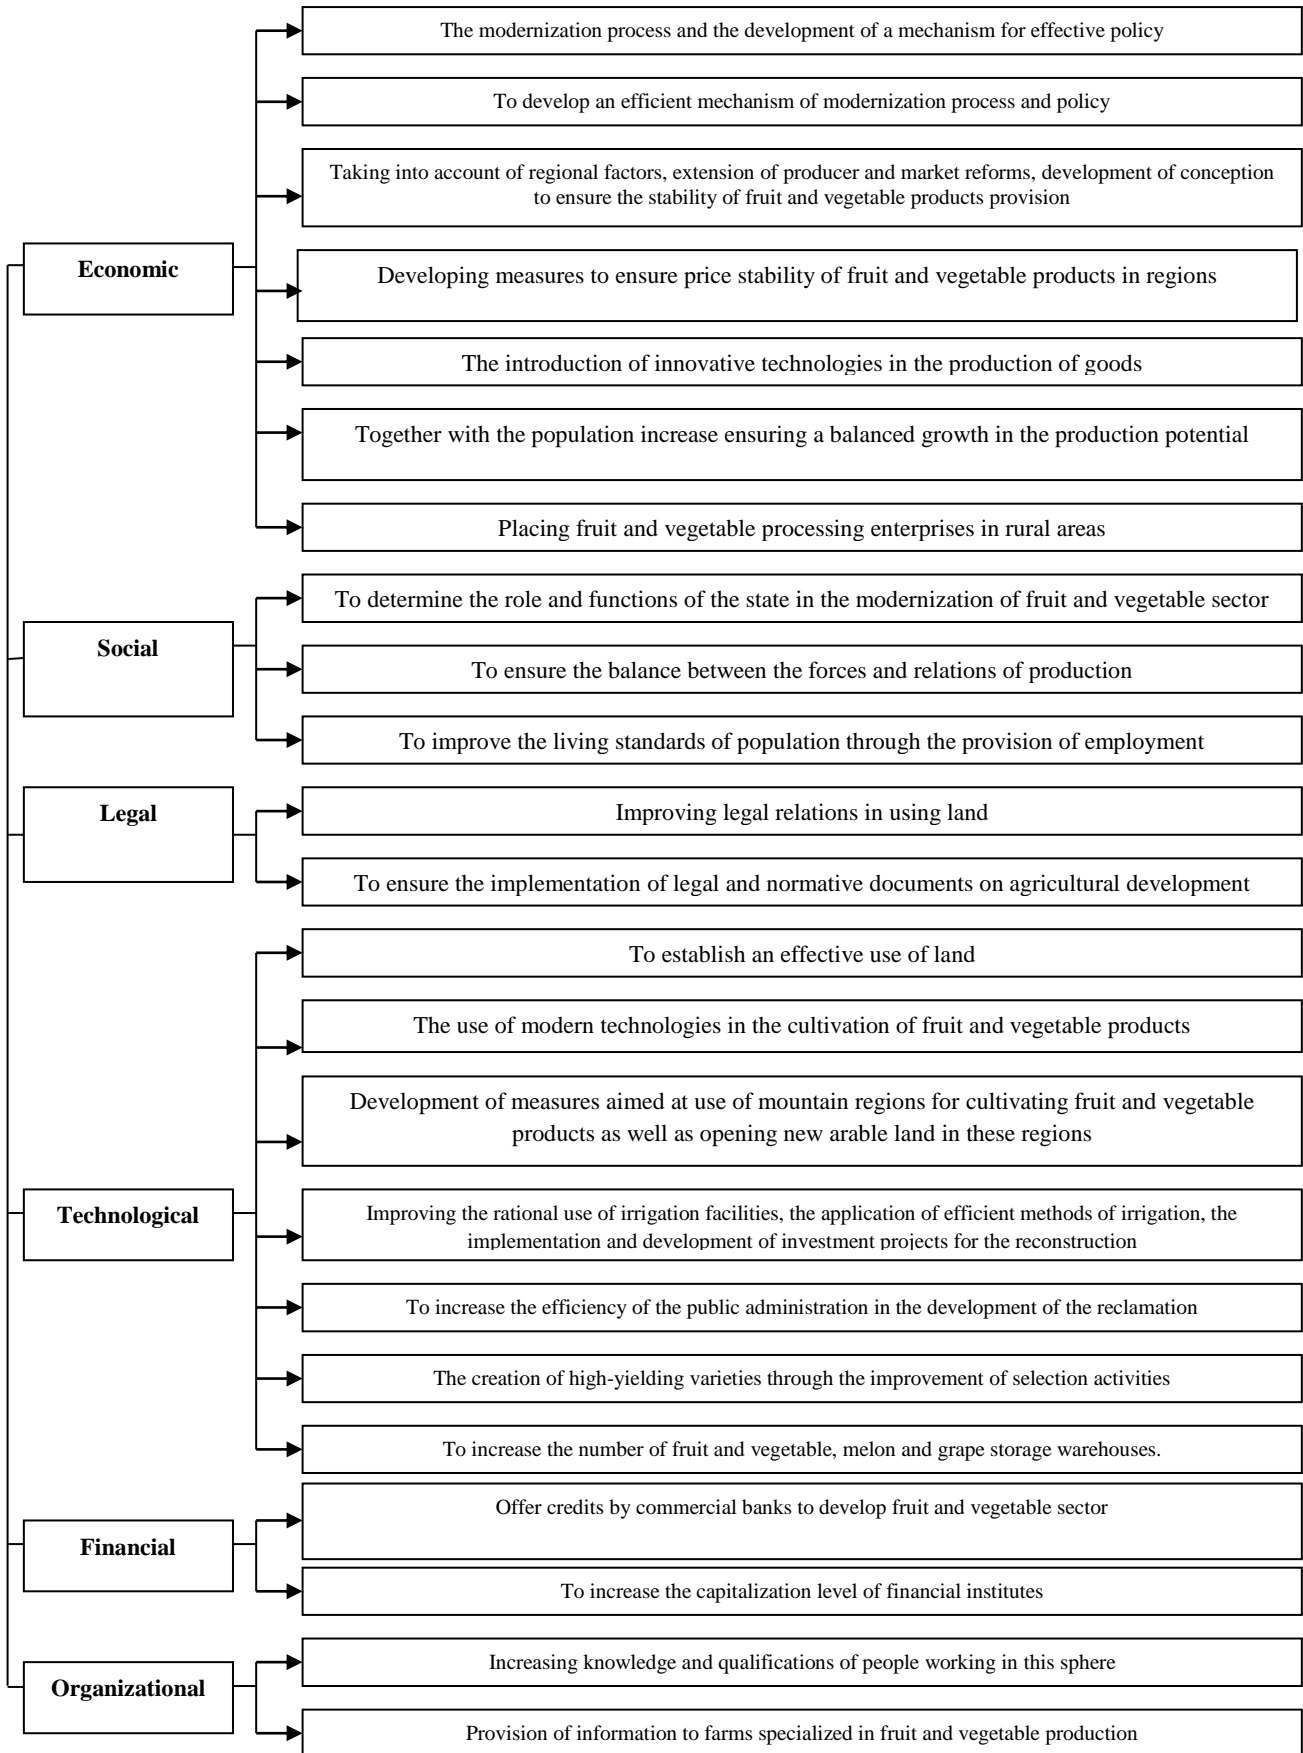 The modernization process and the development of a mechanism for effective policy
To develop an efficient mechanism of modernization process and policy
Taking into account of regional factors, extension of producer and market reforms, development of conception
to ensure the stability of fruit and vegetable products provision
Economic
Developing measures to ensure price stability of fruit and vegetable products in regions
The introduction of innovative technologies in the production of goods
Together with the population increase ensuring a balanced growth in the production potential
Placing fruit and vegetable processing enterprises in rural areas
To determine the role and functions of the state in the modernization of fruit and vegetable sector
Social
To ensure the balance between the forces and relations of production
To improve the living standards of population through the provision of employment
Legal
Improving legal relations in using land
To ensure the implementation of legal and normative documents on agricultural development
To establish an effective use of land
The use of modern technologies in the cultivation of fruit and vegetable products
Development of measures aimed at use of mountain regions for cultivating fruit and vegetable
products as well as opening new arable land in these regions
Technological
Improving the rational use of irrigation facilities, the application of efficient methods of irrigation, the
implementation and development of investment projects for the reconstruction
To increase the efficiency of the public administration in the development of the reclamation
The creation of high-yielding varieties through the improvement of selection activities
To increase the number of fruit and vegetable, melon and grape storage warehouses.
Offer credits by commercial banks to develop fruit and vegetable sector
Financial
To increase the capitalization level of financial institutes
Increasing knowledge and qualifications of people working in this sphere
Organizational
Provision of information to farms specialized in fruit and vegetable production